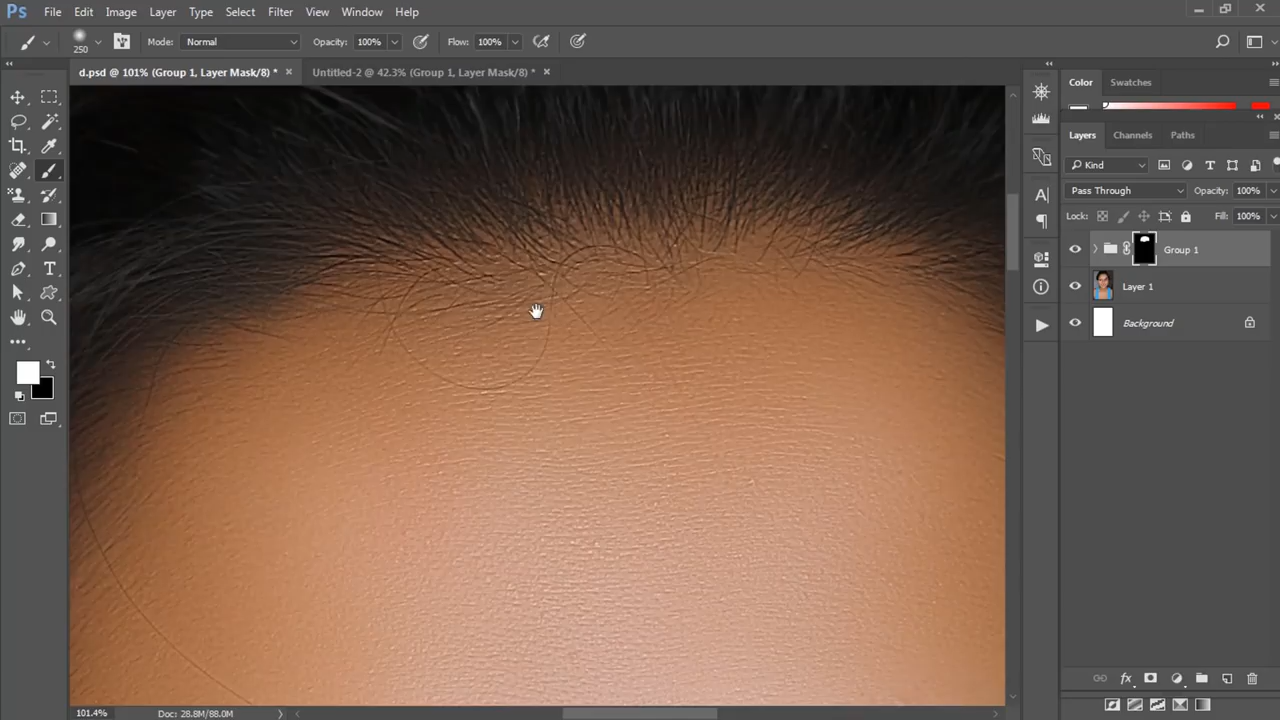 Ps File Edit Image Layer Type Select Filter View Window Help
250 Mode: Normal Opacity: 100% Flow: 100%
d.psd @ 101% (Group 1, Layer Mask/8) * × Untitled-2 @ 42.3% (Group 1, Layer Mask/8) * ×
Color Swatches
Layers Channels Paths
Kind
Pass Through Opacity: 100%
Lock: Fill: 100%
Group 1
Layer 1
Background
101.4% Doc: 28.8M/88.0M